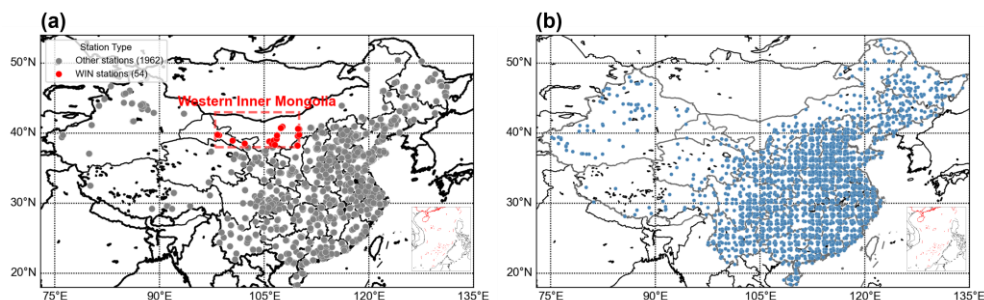 (a)
(b)
Station Type
Other stations (1962)
WIN stations (54)
Western Inner Mongolia
50°N
40°N
30°N
20°N
75°E
90°E
105°E
120°E
135°E
50°N
40°N
30°N
20°N
75°E
90°E
105°E
120°E
135°E